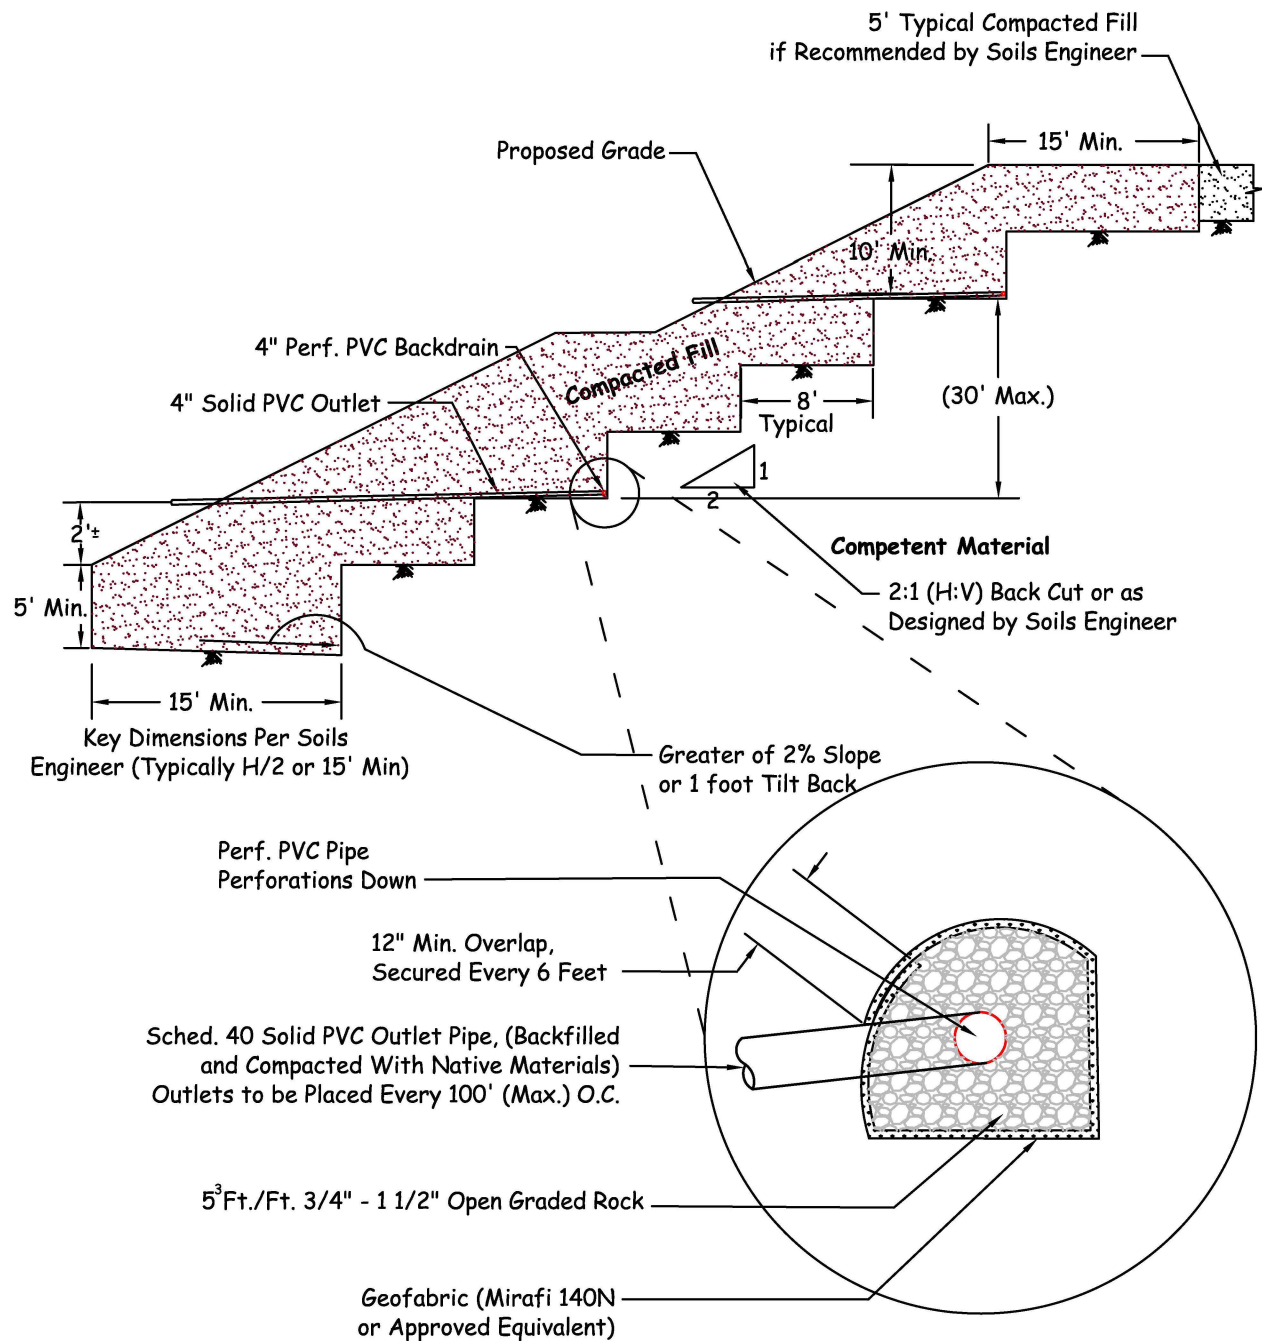 5' Typical Compacted Fill
if Recommended by Soils Engineer
15' Min.
Proposed Grade
10' Min.
4" Perf. PVC Backdrain
Compacted Fill
4" Solid PVC Outlet
8'
Typical
(30' Max.)
1
2
2'±
Competent Material
5' Min.
2:1 (H:V) Back Cut or as
Designed by Soils Engineer
15' Min.
Key Dimensions Per Soils
Engineer (Typically H/2 or 15' Min)
Greater of 2% Slope
or 1 foot Tilt Back
Perf. PVC Pipe
Perforations Down
12" Min. Overlap,
Secured Every 6 Feet
Sched. 40 Solid PVC Outlet Pipe, (Backfilled
and Compacted With Native Materials)
Outlets to be Placed Every 100' (Max.) O.C.
5³Ft./Ft. 3/4" - 1 1/2" Open Graded Rock
Geofabric (Mirafi 140N
or Approved Equivalent)